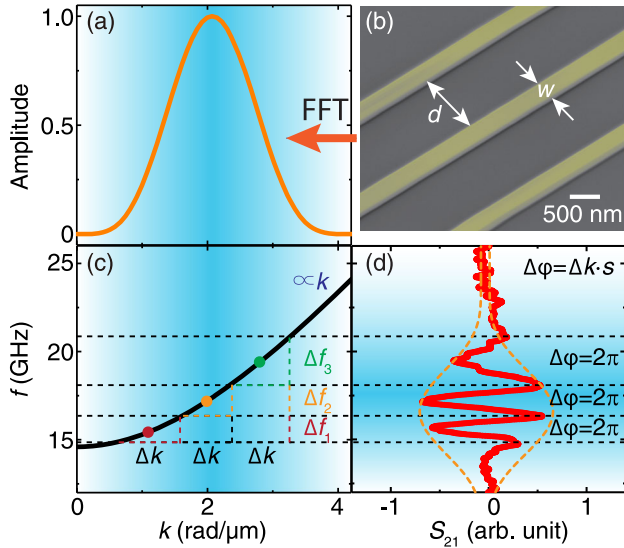 (a)
1.0
0.5
0
Amplitude
FFT
(b)
d
w
500 nm
(c)
25
20
15
f (GHz)
∝k
Δf₃
Δf₂
Δf₁
Δk Δk Δk
0 2 4
k (rad/μm)
(d)
Δφ=Δk·s
Δφ=2π
Δφ=2π
Δφ=2π
-1 0 1
S₂₁ (arb. unit)